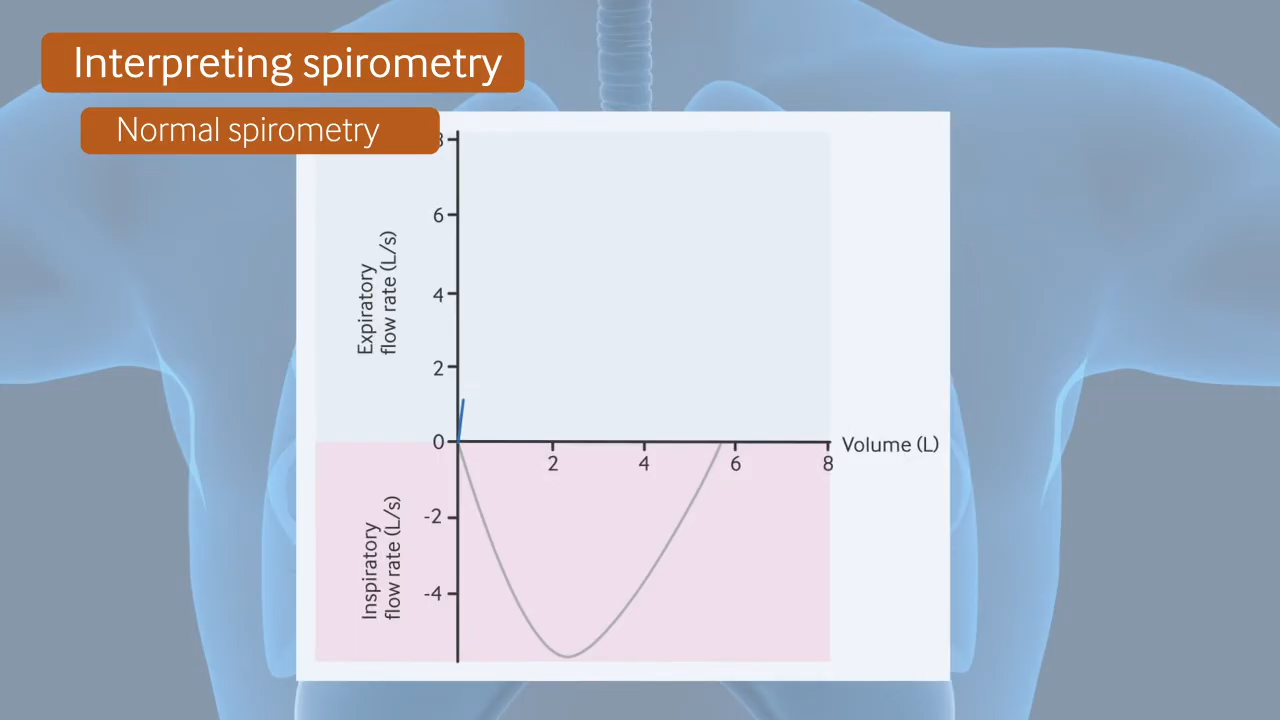 Interpreting spirometry
Normal spirometry
8
6
4
2
0
-2
-4
Expiratory
flow rate (L/s)
Inspiratory
flow rate (L/s)
2 4 6 8
Volume (L)